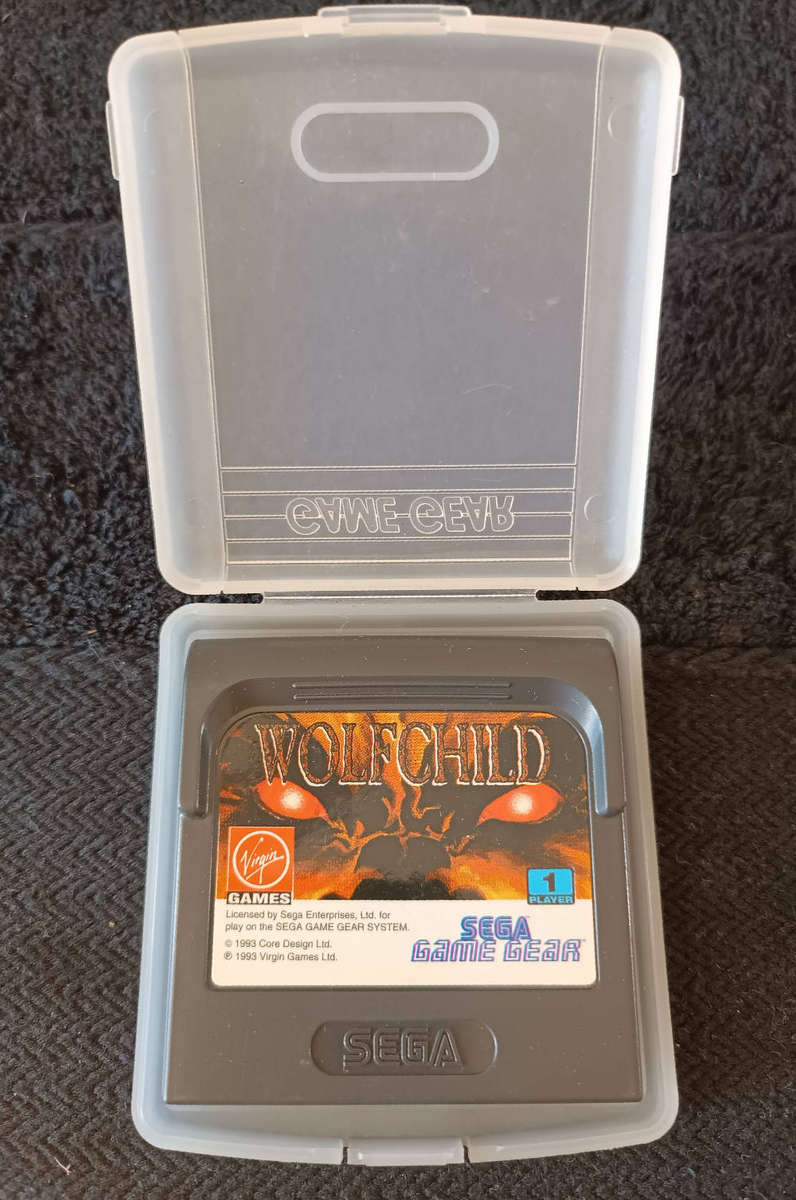 GAME GEAR
WOLFCHILD
Virgin
GAMES
1
PLAYER
Licensed by Sega Enterprises, Ltd. for
play on the SEGA GAME GEAR SYSTEM.
© 1993 Core Design Ltd.
℗ 1993 Virgin Games Ltd.
SEGA
GAME GEAR
SEGA